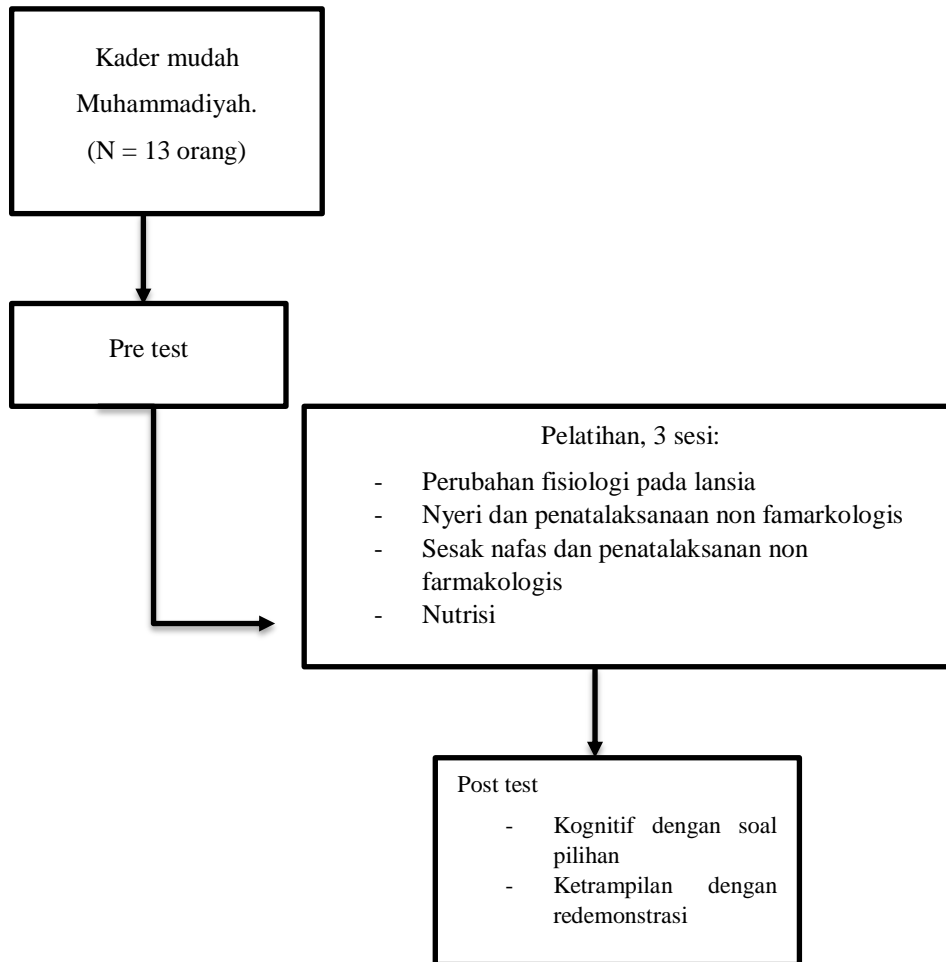 Kader mudah
Muhammadiyah.
(N = 13 orang)
Pre test
Pelatihan, 3 sesi:
- Perubahan fisiologi pada lansia
- Nyeri dan penatalaksanaan non famarkologis
- Sesak nafas dan penatalaksanan non
farmakologis
- Nutrisi
Post test
- Kognitif dengan soal
pilihan
- Ketrampilan dengan
redemonstrasi